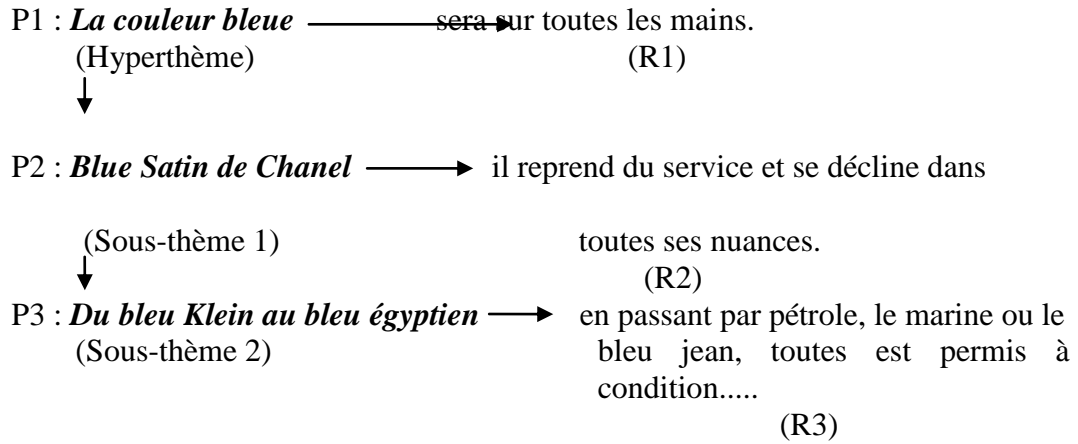 P1 : La couleur bleue sera sur toutes les mains.
(Hyperthème) (R1)
P2 : Blue Satin de Chanel il reprend du service et se décline dans
(Sous-thème 1) toutes ses nuances.
(R2)
P3 : Du bleu Klein au bleu égyptien en passant par pétrole, le marine ou le
(Sous-thème 2) bleu jean, toutes est permis à
condition.....
(R3)